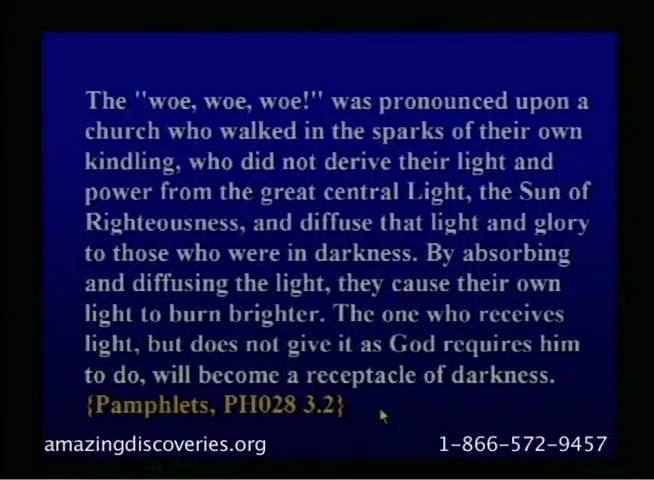 The "woe, woe, woe!" was pronounced upon a
church who walked in the sparks of their own
kindling, who did not derive their light and
power from the great central Light, the Sun of
Righteousness, and diffuse that light and glory
to those who were in darkness. By absorbing
and diffusing the light, they cause their own
light to burn brighter. The one who receives
light, but does not give it as God requires him
to do, will become a receptacle of darkness.
{Pamphlets, PH028 3.2}
amazingdiscoveries.org
1-866-572-9457